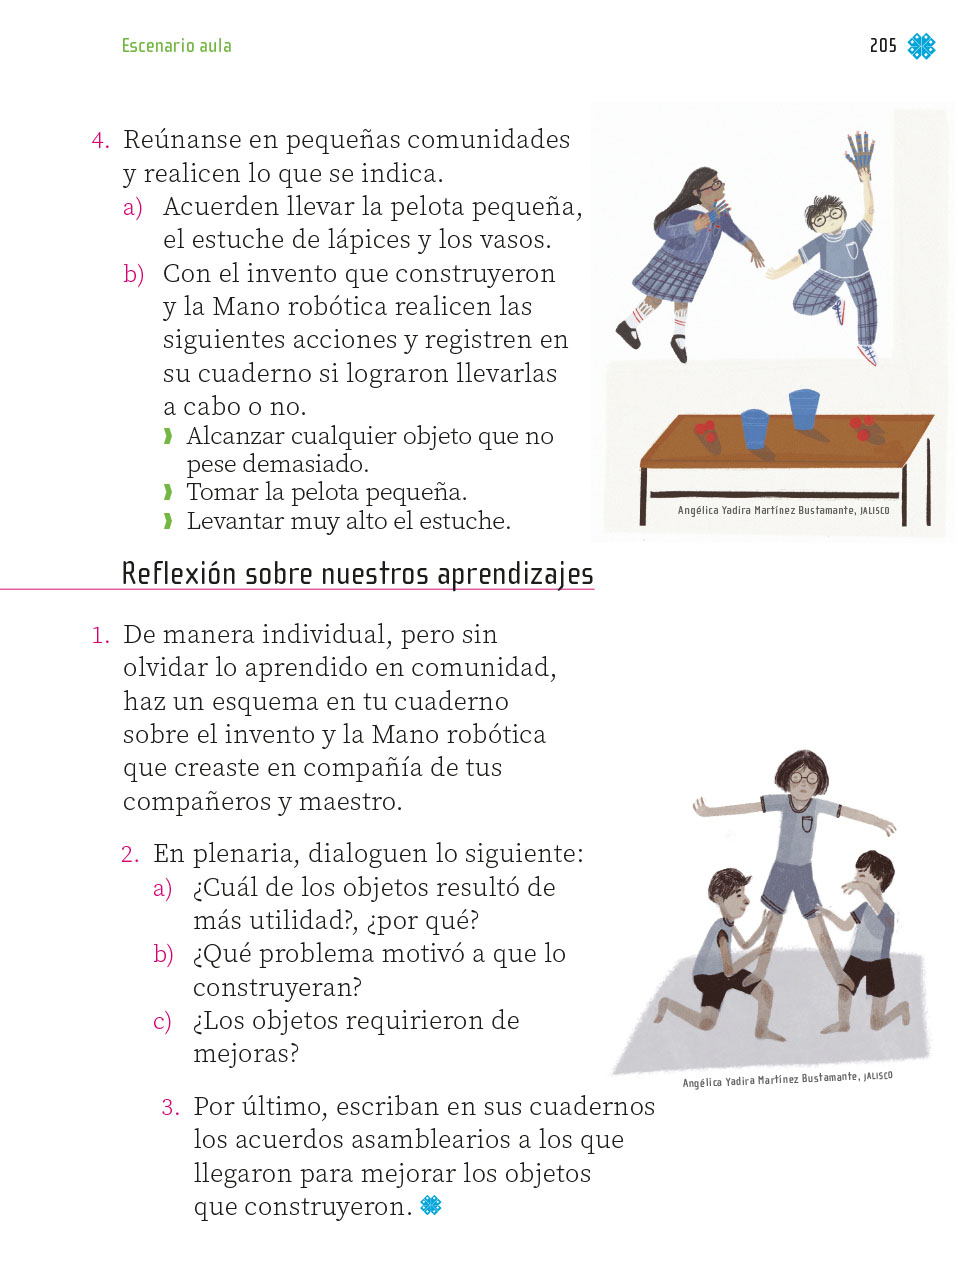 Escenario aula
205
4. Reúnanse en pequeñas comunidades
y realicen lo que se indica.
a) Acuerden llevar la pelota pequeña,
el estuche de lápices y los vasos.
b) Con el invento que construyeron
y la Mano robótica realicen las
siguientes acciones y registren en
su cuaderno si lograron llevarlas
a cabo o no.
Alcanzar cualquier objeto que no
pese demasiado.
Tomar la pelota pequeña.
Levantar muy alto el estuche.
Angélica Yadira Martínez Bustamante, JALISCO
Reflexión sobre nuestros aprendizajes
1. De manera individual, pero sin
olvidar lo aprendido en comunidad,
haz un esquema en tu cuaderno
sobre el invento y la Mano robótica
que creaste en compañía de tus
compañeros y maestro.
2. En plenaria, dialoguen lo siguiente:
a) ¿Cuál de los objetos resultó de
más utilidad?, ¿por qué?
b) ¿Qué problema motivó a que lo
construyeran?
c) ¿Los objetos requirieron de
mejoras?
Angélica Yadira Martínez Bustamante, JALISCO
3. Por último, escriban en sus cuadernos
los acuerdos asamblearios a los que
llegaron para mejorar los objetos
que construyeron.